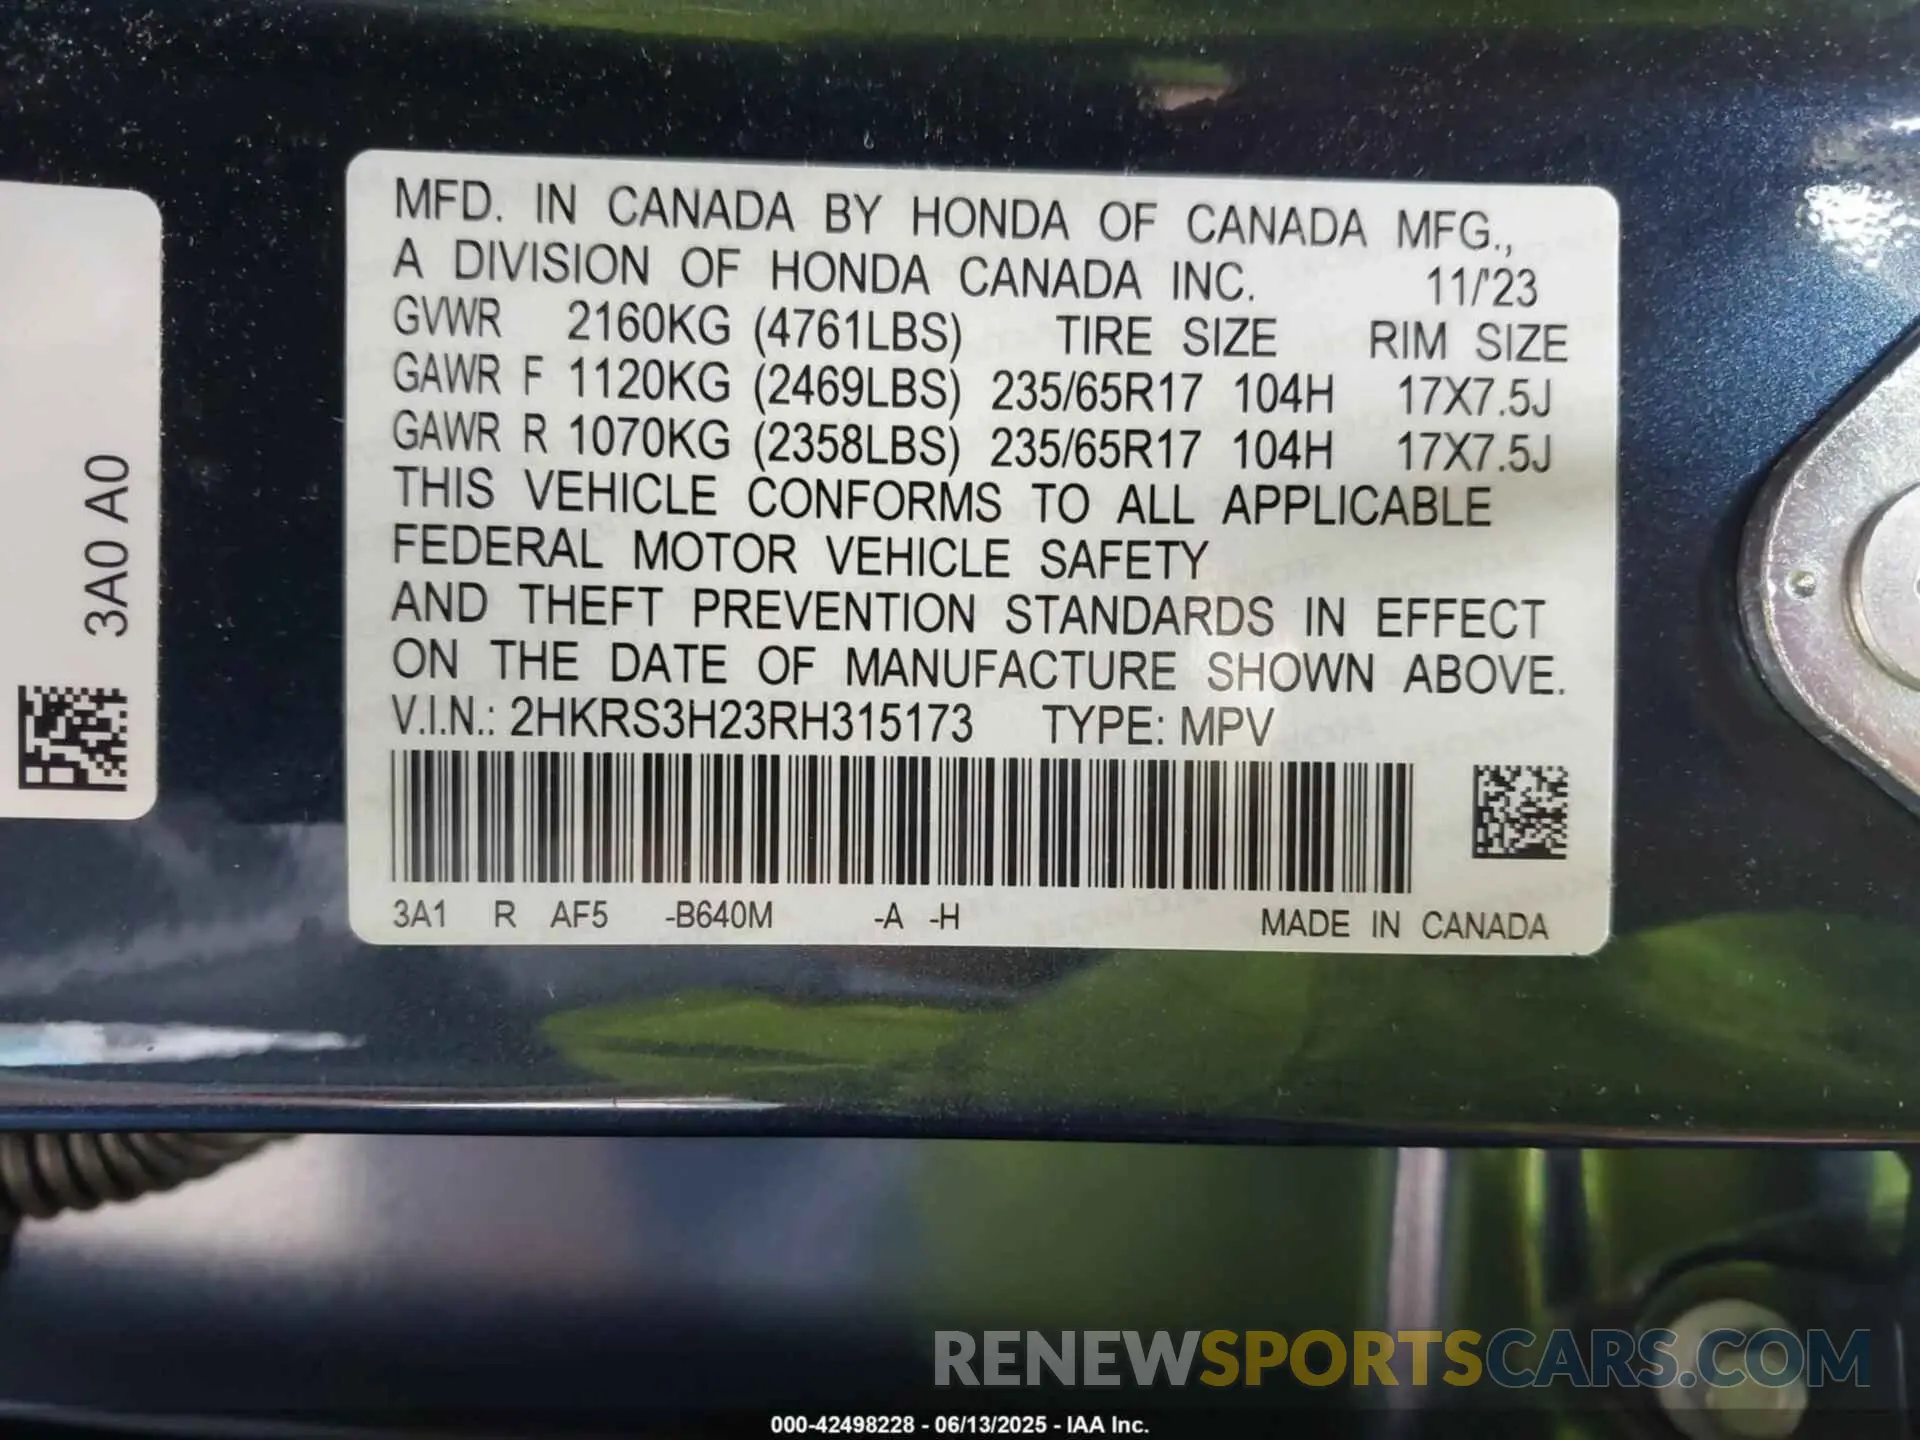 MFD. IN CANADA BY HONDA OF CANADA MFG.,
A DIVISION OF HONDA CANADA INC. 11/'23
GVWR 2160KG (4761LBS) TIRE SIZE RIM SIZE
GAWR F 1120KG (2469LBS) 235/65R17 104H 17X7.5J
GAWR R 1070KG (2358LBS) 235/65R17 104H 17X7.5J
THIS VEHICLE CONFORMS TO ALL APPLICABLE
FEDERAL MOTOR VEHICLE SAFETY
AND THEFT PREVENTION STANDARDS IN EFFECT
ON THE DATE OF MANUFACTURE SHOWN ABOVE.
V.I.N.: 2HKRS3H23RH315173 TYPE: MPV
3A1 R AF5 -B640M -A -H MADE IN CANADA
3A0 A0
RENEWSPORTSCARS.COM
000-42498228 - 06/13/2025 - IAA Inc.